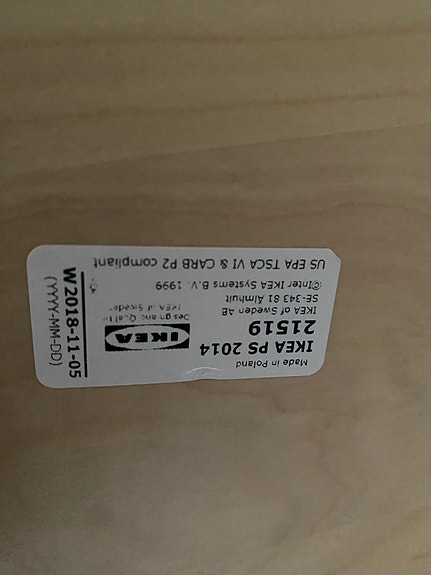 Made in Poland
IKEA PS 2014
21519
IKEA of Sweden AB
SE-343 81 Älmhult
©Inter IKEA Systems B.V. 1999
US EPA TSCA VI & CARB P2 compliant
IKEA
Design and Quality
IKEA of Sweden
W2018-11-05
(YYYY-MM-DD)